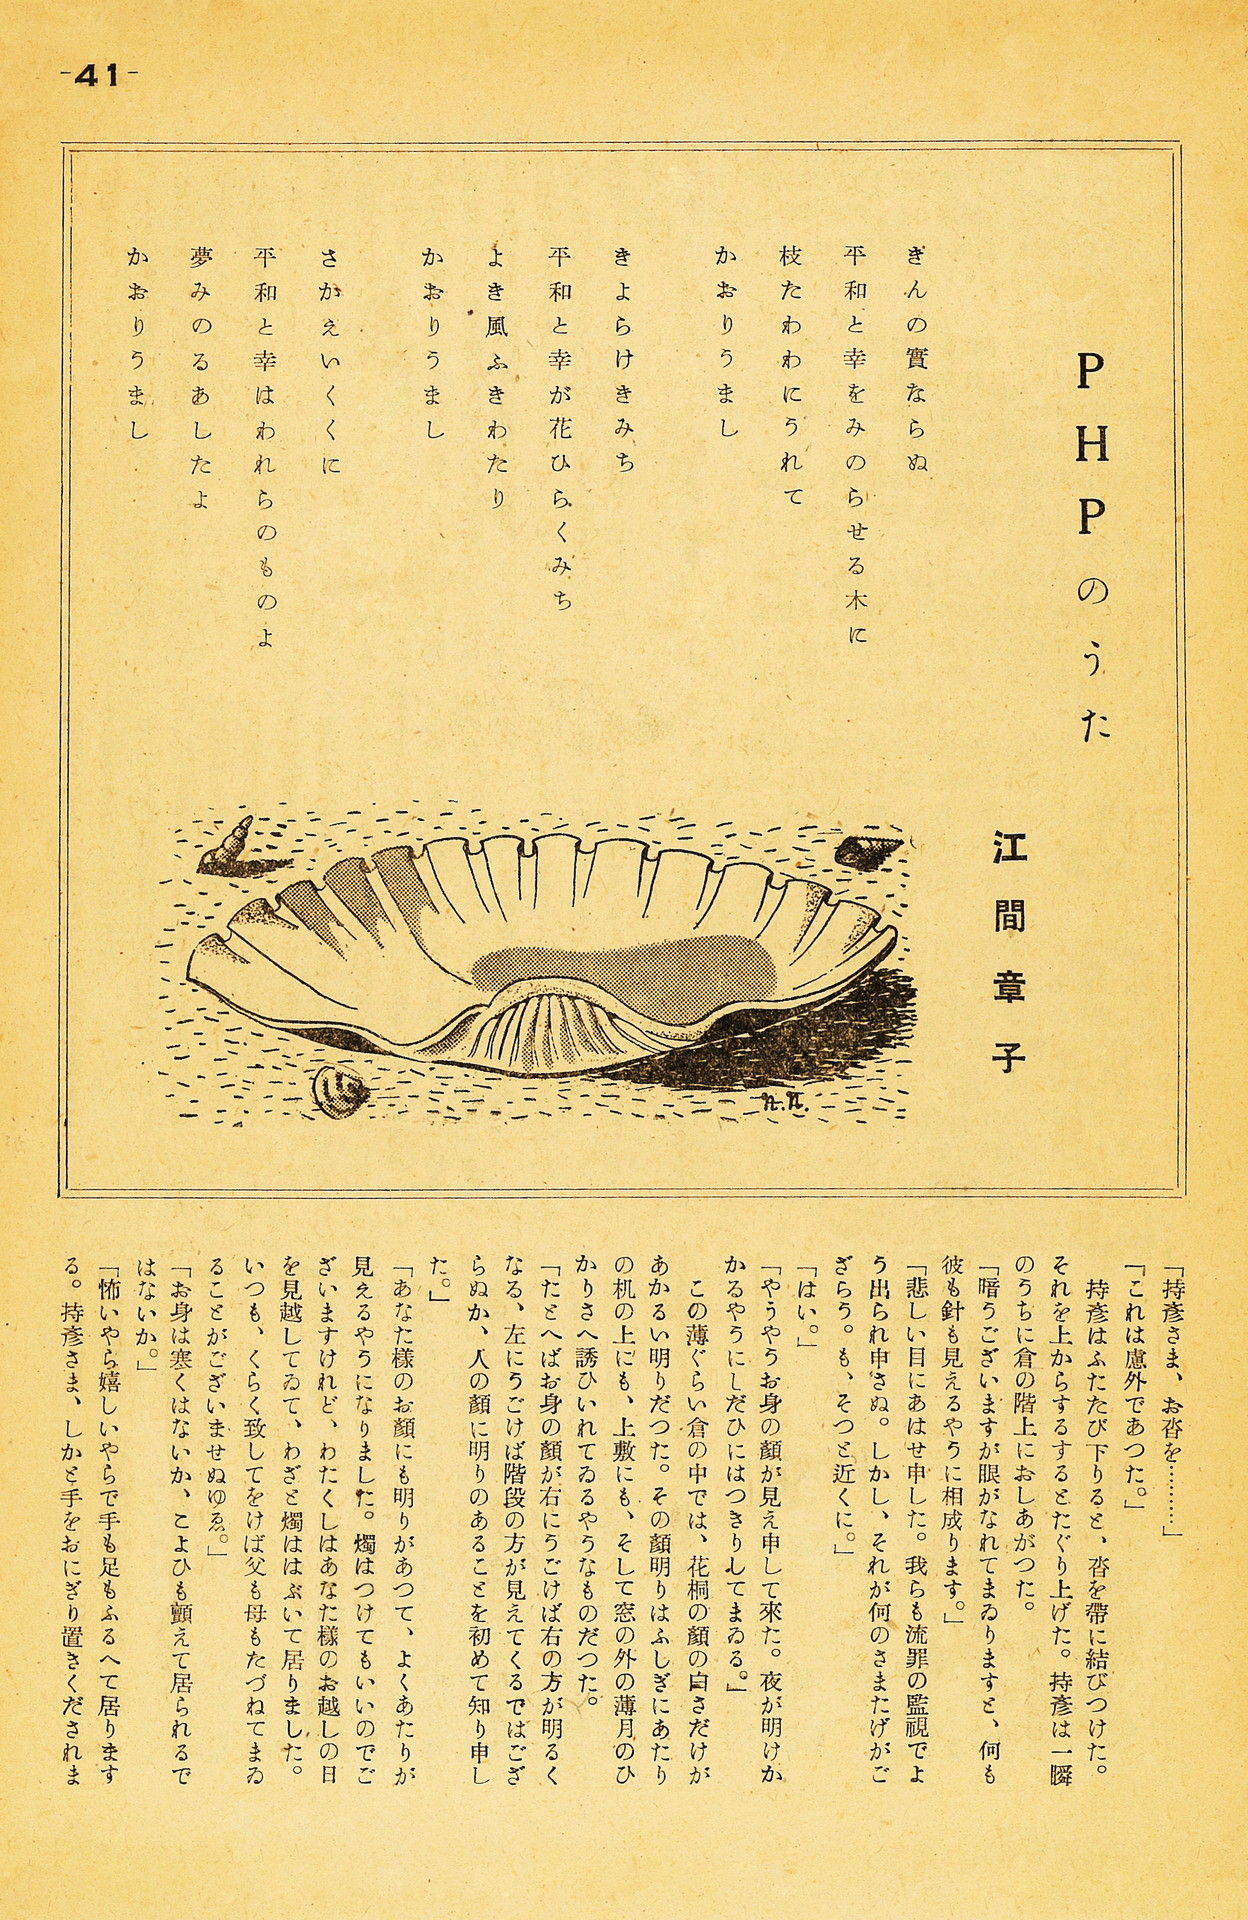 -41-
PHPのうた
江間章子
ぎんの實ならぬ
平和と幸をみのらせる木に
枝たわわにうれて
かおりうまし
きよらけきみち
平和と幸が花ひらくみち
よき風ふきわたり
かおりうまし
さかえいくくに
平和と幸はわれらのものよ
夢みのるあしたよ
かおりうまし
「持彦さま、お沓を………」
「これは慮外であつた。」
持彦はふたたび下りると、沓を帶に結びつけた。
それを上からするするとたぐり上げた。持彦は一瞬
のうちに倉の階上におしあがつた。
「暗うございますが眼がなれてまゐりますと、何も
彼も針も見えるやうに相成ります。」
「悲しい目にあはせ申した。我らも流罪の監視でよ
う出られ申さぬ。しかし、それが何のさまたげがご
ざらう。も、そつと近くに。」
「はい。」
「やうやうお身の顏が見え申して來た。夜が明けか
かるやうにしだひにはつきりしてまゐる。」
この薄ぐらい倉の中では、花桐の顏の白さだけが
あかるい明りだつた。その顏明りはふしぎにあたり
の机の上にも、上敷にも、そして窓の外の薄月のひ
かりさへ誘ひいれてゐるやうなものだつた。
「たとへばお身の顏が右にうごけば右の方が明るく
なる、左にうごけば階段の方が見えてくるではござ
らぬか、人の顏に明りのあることを初めて知り申し
た。」
「あなた樣のお顏にも明りがあつて、よくあたりが
見えるやうになりました。燭はつけてもいいのでご
ざいますけれど、わたくしはあなた樣のお越しの日
を見越してゐて、わざと燭ははぶいて居りました。
いつも、くらく致してをけば父も母もたづねてまゐ
ることがございませぬゆゑ。」
「お身は寒くはないか、こよひも顫えて居られるで
はないか。」
「怖いやら嬉しいやらで手も足もふるへて居ります
る。持彦さま、しかと手をおにぎり置きくだされま